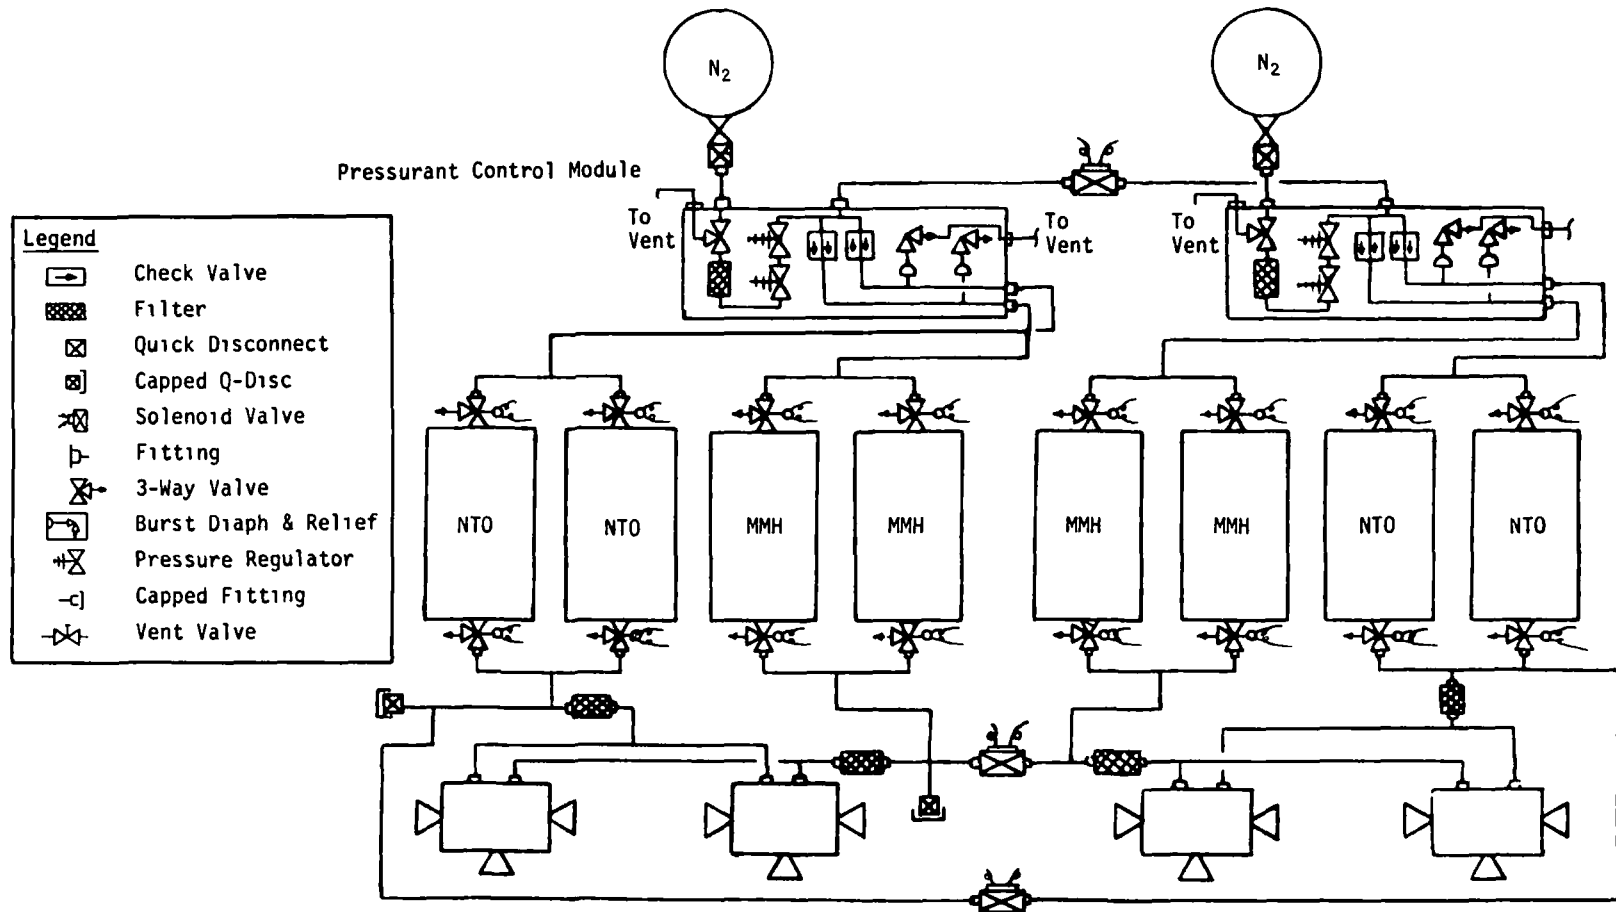 N2
N2
Pressurant Control Module
To
Vent
To
Vent
To
Vent
Legend
Check Valve
Filter
Quick Disconnect
Capped Q-Disc
Solenoid Valve
Fitting
3-Way Valve
Burst Diaph & Relief
Pressure Regulator
Capped Fitting
Vent Valve
NTO
NTO
MMH
MMH
MMH
MMH
NTO
NTO